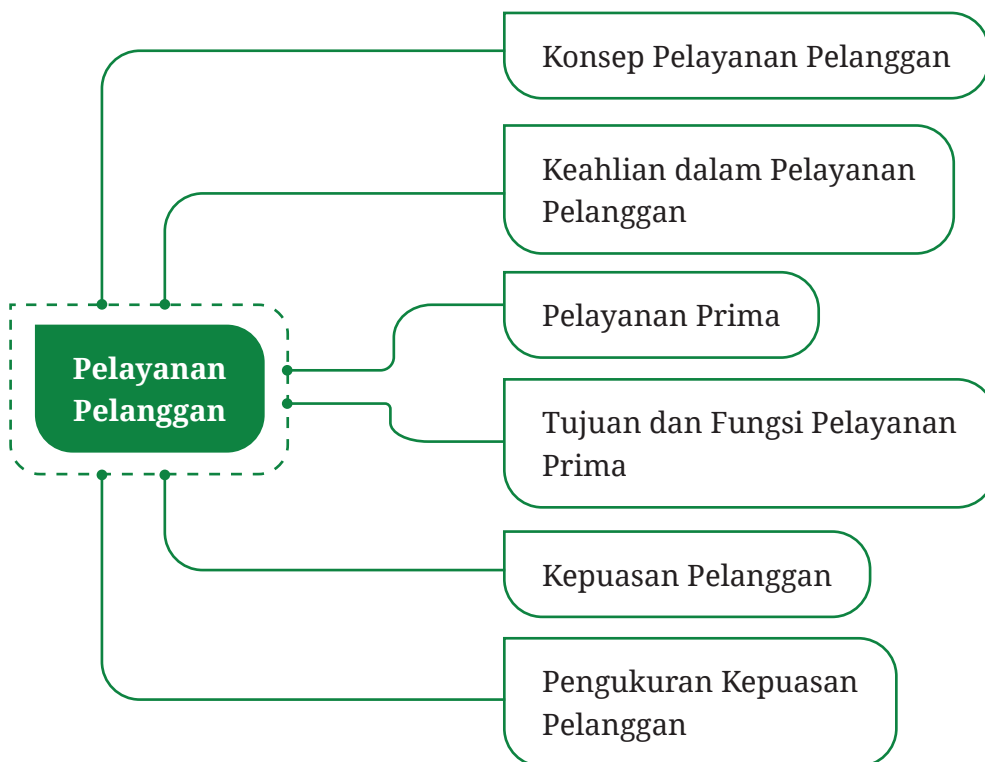 Konsep Pelayanan Pelanggan
Keahlian dalam Pelayanan
Pelanggan
Pelayanan Prima
Pelayanan
Pelanggan
Tujuan dan Fungsi Pelayanan
Prima
Kepuasan Pelanggan
Pengukuran Kepuasan
Pelanggan